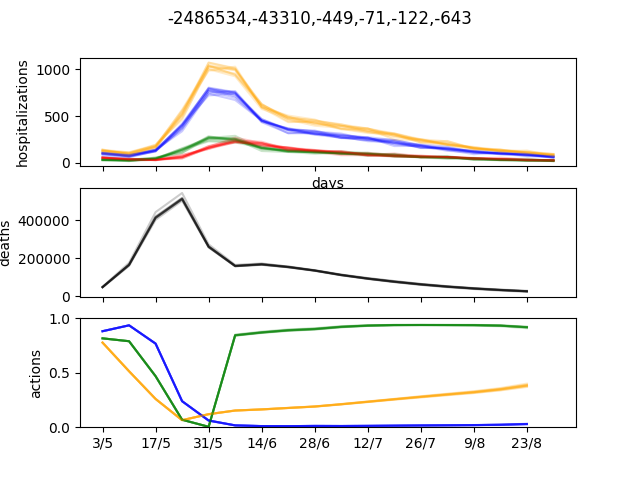 -2486534,-43310,-449,-71,-122,-643
1000
500
0
hospitalizations
days
400000
200000
0
deaths
1.0
0.5
0.0
actions
3/5 17/5 31/5 14/6 28/6 12/7 26/7 9/8 23/8